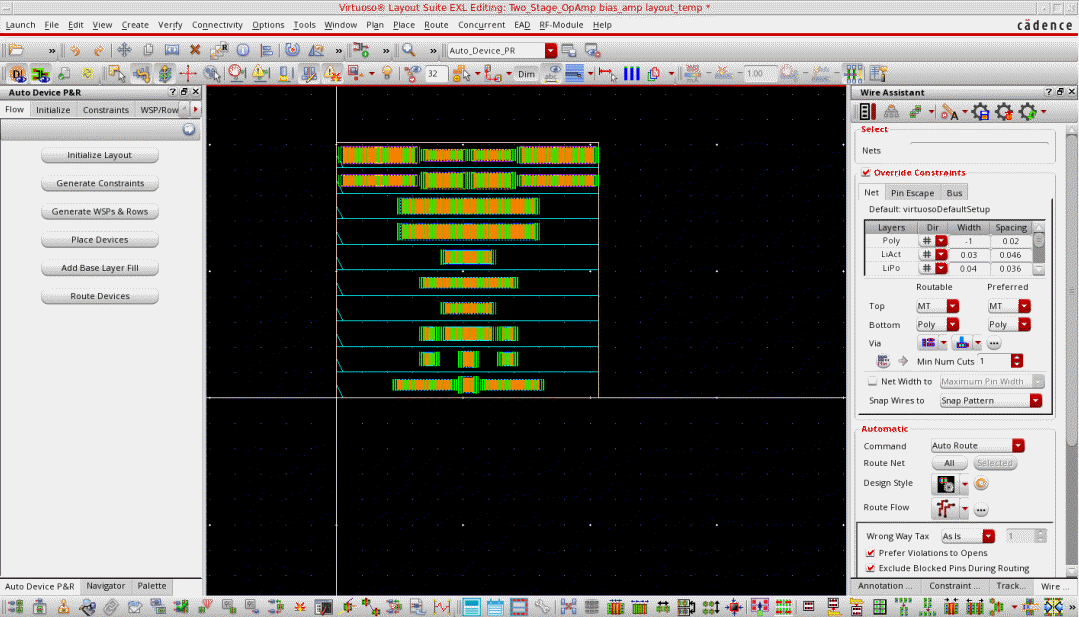 Virtuoso® Layout Suite EXL Editing: Two_Stage_OpAmp bias_amp layout_temp *
Launch File Edit View Create Verify Connectivity Options Tools Window Plan Place Route Concurrent EAD RF-Module Help
cādence
» » » » Auto_Device_PR
32 Dim abc 1.00
Auto Device P&R
Flow Initialize Constraints WSP/Row
Initialize Layout
Generate Constraints
Generate WSPs & Rows
Place Devices
Add Base Layer Fill
Route Devices
Auto Device P&R Navigator Palette
Wire Assistant
Select
Nets
Override Constraints
Net Pin Escape Bus
Default: virtuosoDefaultSetup
Layers Dir Width Spacing
Poly # -1 0.02
LiAct # 0.03 0.046
LiPo # 0.04 0.036
Routable Preferred
Top MT MT
Bottom Poly Poly
Via ...
Min Num Cuts 1
Net Width to Maximum Pin Width
Snap Wires to Snap Pattern
Automatic
Command Auto Route
Route Net All Selected
Design Style
Route Flow ...
Wrong Way Tax As Is 1
Prefer Violations to Opens
Exclude Blocked Pins During Routing
Annotation ... Constraint ... Track... Wire ...